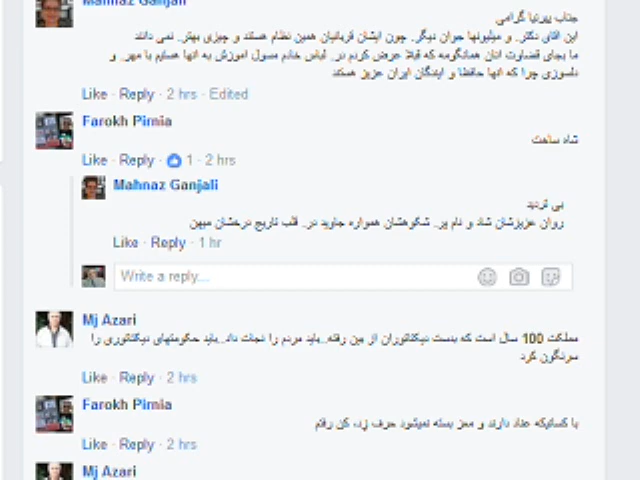 Mahnaz Ganjali
جناب پیرنیا گرامی
این اقای دکتر.. و میلیونها جوان دیگر.. چون ایشان قربانیان همین نظام هستند و چیزی بهتر.. نمی دانند
ما بجای قضاوت انان همانگونه که قبلا عرض کردم در.. لباس خادم مسول اموزش به انها هستیم با مهر.. و
دلسوزی چرا که انها حافظا و ایندگان ایران عزیز هستند
Like · Reply · 2 hrs · Edited
Farokh Pirnia
شاه ساخت
Like · Reply · 1 · 2 hrs
Mahnaz Ganjali
بی تردید
روان عزیزشان شاد و نام پر.. شکوهشان همواره جاوید در.. قلب تاریخ درخشان میهن
Like · Reply · 1 hr
Write a reply...
Mj Azari
مملکت 100 سال است که بدست دیکتاتوران از بین رفته..باید مردم را نجات داد..باید حکومتهای دیکتاتوری را
سرنگون کرد
Like · Reply · 2 hrs
Farokh Pirnia
با کسانیکه عناد دارند و مغز بسته نمیشود حرف زد، کن رفتم
Like · Reply · 2 hrs
Mj Azari